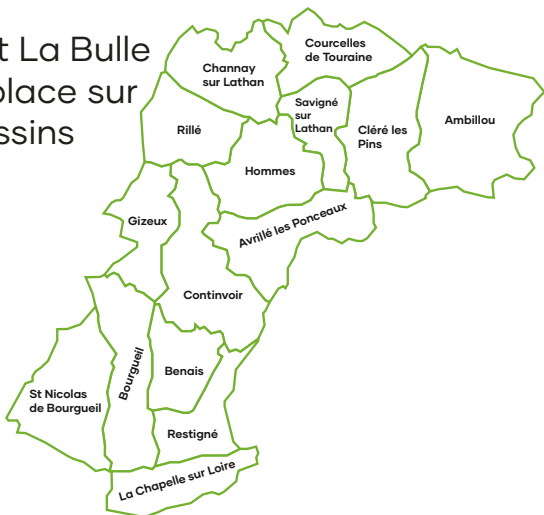 t La Bulle
place sur
ssins
Courcelles
de Touraine
Channay
sur Lathan
Savigné
sur
Lathan
Ambillou
Rillé
Cléré les
Pins
Hommes
Gizeux
Avrillé les Ponceaux
Continvoir
Bourgueil
Benais
St Nicolas
de Bourgueil
Restigné
La Chapelle sur Loire